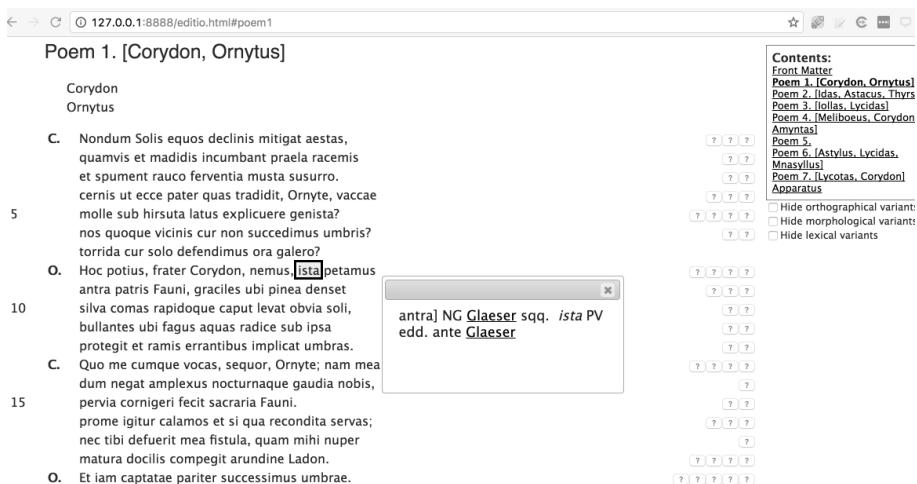 127.0.0.1:8888/editio.html#poem1
Poem 1. [Corydon, Ornytus]
Corydon
Ornytus
C. Nondum Solis equos declinis mitigat aestas, ? ? ?
quamvis et madidis incumbant praela racemis ? ?
et spument rauco ferventia musta susurro. ? ?
cernis ut ecce pater quas tradidit, Ornyte, vaccae ? ? ?
5 molle sub hirsuta latus explicuere genista? ? ? ? ?
nos quoque vicinis cur non succedimus umbris? ? ?
torrida cur solo defendimus ora galero?
O. Hoc potius, frater Corydon, nemus, ista petamus ? ? ? ?
antra patris Fauni, graciles ubi pinea denset ? ? ?
10 silva comas rapidoque caput levat obvia soli, ? ?
bullantes ubi fagus aquas radice sub ipsa ? ?
protegit et ramis errantibus implicat umbras. ? ?
C. Quo me cumque vocas, sequor, Ornyte; nam mea ? ? ? ?
dum negat amplexus nocturnaque gaudia nobis, ?
15 pervia cornigeri fecit sacraria Fauni. ? ?
prome igitur calamos et si qua recondita servas; ? ? ?
nec tibi defuerit mea fistula, quam mihi nuper ?
matura docilis compegit arundine Ladon. ? ? ? ?
O. Et iam captatae pariter successimus umbrae. ? ? ? ? ?
antra] NG Glaeser sqq. ista PV
edd. ante Glaeser
Contents:
Front Matter
Poem 1. [Corydon, Ornytus]
Poem 2. [Idas, Astacus, Thyrs
Poem 3. [Iollas, Lycidas]
Poem 4. [Meliboeus, Corydon
Amyntas]
Poem 5.
Poem 6. [Astylus, Lycidas,
Mnasyllus]
Poem 7. [Lycotas, Corydon]
Apparatus
Hide orthographical variants
Hide morphological variants
Hide lexical variants